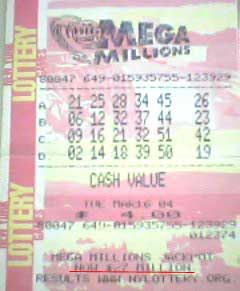 MEGA
MILLIONS
80047 649-015935755-123929
A. 21 25 28 34 45 26
B. 06 12 32 37 44 23
C. 09 16 21 32 51 42
D. 02 14 18 39 50 19
CASH VALUE
TUE MAR16 04
$ 4.00
80047 649-015935755-123929
012374
MEGA MILLIONS JACKPOT
NOW $27 MILLION
RESULTS WWW NYLOTTERY.ORG
LOTTERY
LOTTERY